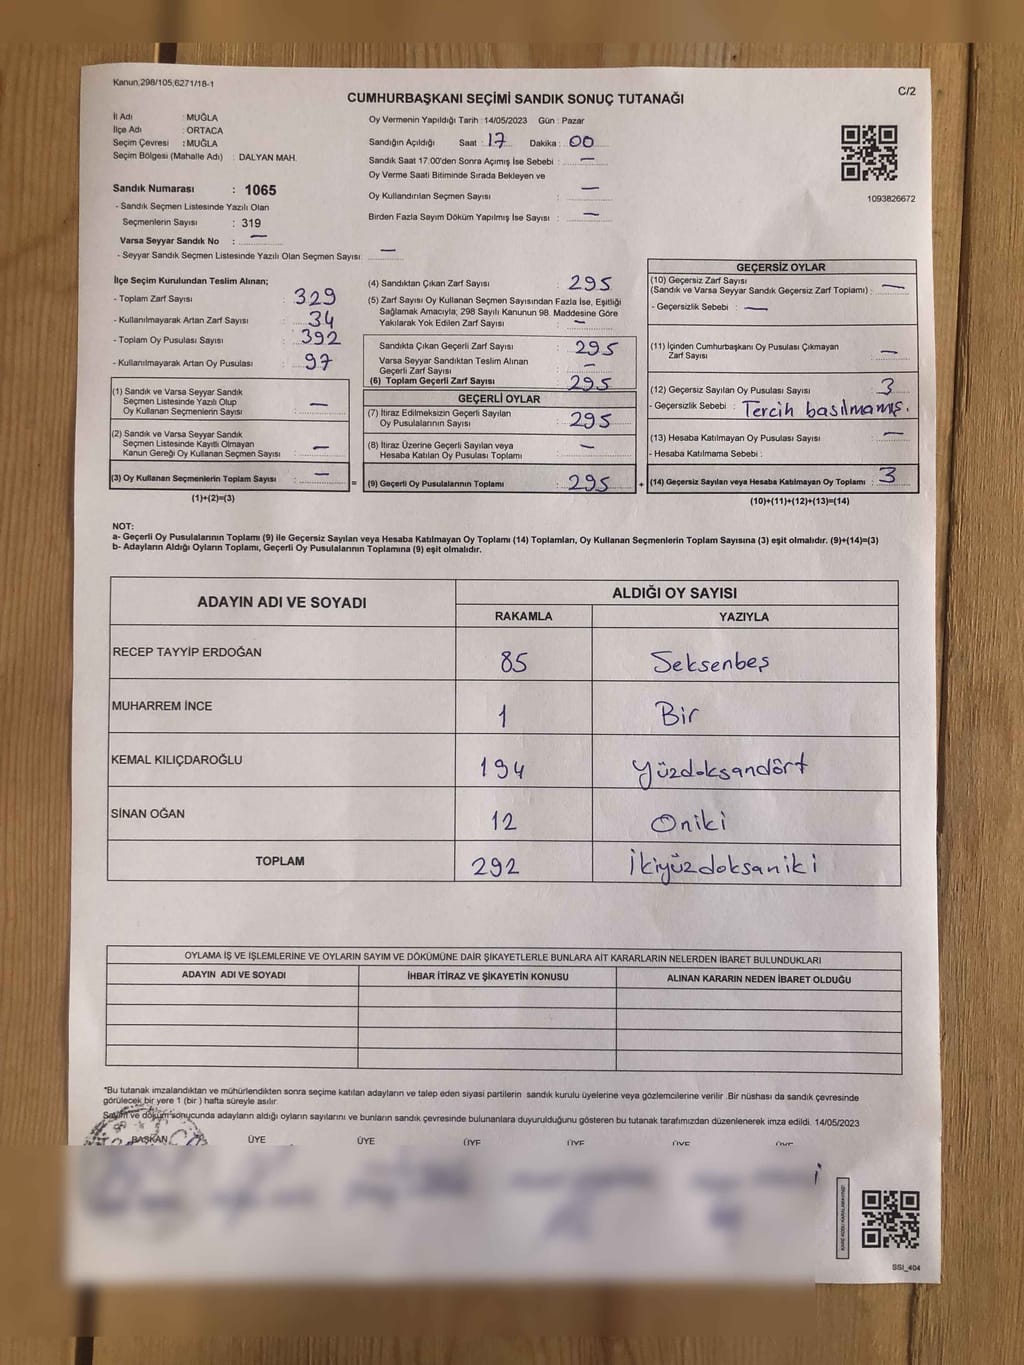 Kanun,298/105,6271/18-1
C/2
CUMHURBAŞKANI SEÇİMİ SANDIK SONUÇ TUTANAĞI
İl Adı : MUĞLA
İlçe Adı : ORTACA
Seçim Çevresi : MUĞLA
Seçim Bölgesi (Mahalle Adı) : DALYAN MAH.
Sandık Numarası : 1065
- Sandık Seçmen Listesinde Yazılı Olan
Seçmenlerin Sayısı : 319
Varsa Seyyar Sandık No : —
- Seyyar Sandık Seçmen Listesinde Yazılı Olan Seçmen Sayısı: —
Oy Vermenin Yapıldığı Tarih : 14/05/2023 Gün : Pazar
Sandığın Açıldığı Saat : 17 Dakika : 00
Sandık Saat 17:00'den Sonra Açımış İse Sebebi : —
Oy Verme Saati Bitiminde Sırada Bekleyen ve
Oy Kullandırılan Seçmen Sayısı : —
Birden Fazla Sayım Döküm Yapılmış İse Sayısı : —
1093826672
İlçe Seçim Kurulundan Teslim Alınan;
- Toplam Zarf Sayısı : 329
- Kullanılmayarak Artan Zarf Sayısı : 34
- Toplam Oy Pusulası Sayısı : 392
- Kullanılmayarak Artan Oy Pusulası : 97
(1) Sandık ve Varsa Seyyar Sandık
Seçmen Listesinde Yazılı Olup
Oy Kullanan Seçmenlerin Sayısı : —
(2) Sandık ve Varsa Seyyar Sandık
Seçmen Listesinde Kayıtlı Olmayan
Kanun Gereği Oy Kullanan Seçmen Sayısı : —
(3) Oy Kullanan Seçmenlerin Toplam Sayısı : —
(1)+(2)=(3)
(4) Sandıktan Çıkan Zarf Sayısı : 295
(5) Zarf Sayısı Oy Kullanan Seçmen Sayısından Fazla İse, Eşitliği
Sağlamak Amacıyla; 298 Sayılı Kanunun 98. Maddesine Göre
Yakılarak Yok Edilen Zarf Sayısı : —
Sandıkta Çıkan Geçerli Zarf Sayısı : 295
Varsa Seyyar Sandıktan Teslim Alınan
Geçerli Zarf Sayısı : —
(6) Toplam Geçerli Zarf Sayısı : 295
GEÇERLİ OYLAR
(7) İtiraz Edilmeksizin Geçerli Sayılan
Oy Pusulalarının Sayısı : 295
(8) İtiraz Üzerine Geçerli Sayılan veya
Hesaba Katılan Oy Pusulası Toplamı : —
= (9) Geçerli Oy Pusulalarının Toplamı : 295 +
GEÇERSİZ OYLAR
(10) Geçersiz Zarf Sayısı
(Sandık ve Varsa Seyyar Sandık Geçersiz Zarf Toplamı) : —
- Geçersizlik Sebebi : —
(11) İçinden Cumhurbaşkanı Oy Pusulası Çıkmayan
Zarf Sayısı : —
(12) Geçersiz Sayılan Oy Pusulası Sayısı : 3
- Geçersizlik Sebebi : Tercih basılmamış.
(13) Hesaba Katılmayan Oy Pusulası Sayısı : —
- Hesaba Katılmama Sebebi :
(14) Geçersiz Sayılan veya Hesaba Katılmayan Oy Toplamı : 3
(10)+(11)+(12)+(13)=(14)
NOT:
a- Geçerli Oy Pusulalarının Toplamı (9) ile Geçersiz Sayılan veya Hesaba Katılmayan Oy Toplamı (14) Toplamları, Oy Kullanan Seçmenlerin Toplam Sayısına (3) eşit olmalıdır. (9)+(14)=(3)
b- Adayların Aldığı Oyların Toplamı, Geçerli Oy Pusulalarının Toplamına (9) eşit olmalıdır.
ADAYIN ADI VE SOYADI
ALDIĞI OY SAYISI
RAKAMLA YAZIYLA
RECEP TAYYİP ERDOĞAN 85 Seksenbeş
MUHARREM İNCE 1 Bir
KEMAL KILIÇDAROĞLU 194 Yüzdoksandört
SİNAN OĞAN 12 Oniki
TOPLAM 292 İkiyüzdoksaniki
OYLAMA İŞ VE İŞLEMLERİNE VE OYLARIN SAYIM VE DÖKÜMÜNE DAİR ŞİKAYETLERLE BUNLARA AİT KARARLARIN NELERDEN İBARET BULUNDUKLARI
ADAYIN ADI VE SOYADI İHBAR İTİRAZ VE ŞİKAYETİN KONUSU ALINAN KARARIN NEDEN İBARET OLDUĞU
*Bu tutanak imzalandıktan ve mühürlendikten sonra seçime katılan adayların ve talep eden siyasi partilerin sandık kurulu üyelerine veya gözlemcilerine verilir .Bir nüshası da sandık çevresinde
görülecek bir yere 1 (bir ) hafta süreyle asılır.
Sayım ve döküm sonucunda adayların aldığı oyların sayılarını ve bunların sandık çevresinde bulunanlara duyurulduğunu gösteren bu tutanak tarafımızdan düzenlenerek imza edildi. 14/05/2023
BAŞKAN ÜYE ÜYE ÜYE ÜYE ÜYE ÜYE
SSI_404